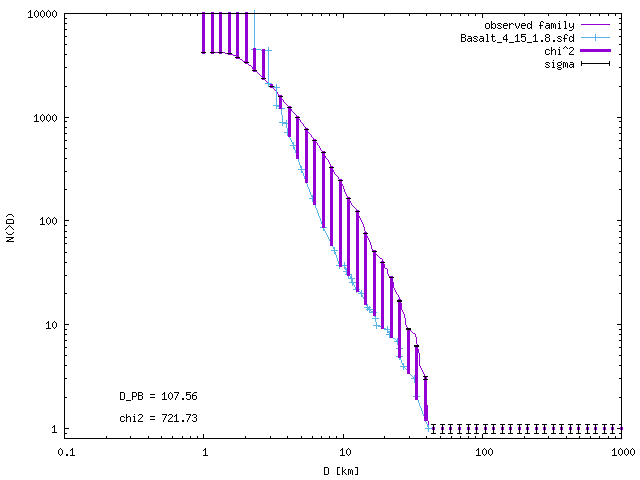 10000
1000
100
10
1
N(>D)
observed family
Basalt_4_15_1.8.sfd
chi^2
sigma
D_PB = 107.56
chi2 = 721.73
0.1 1 10 100 1000
D [km]